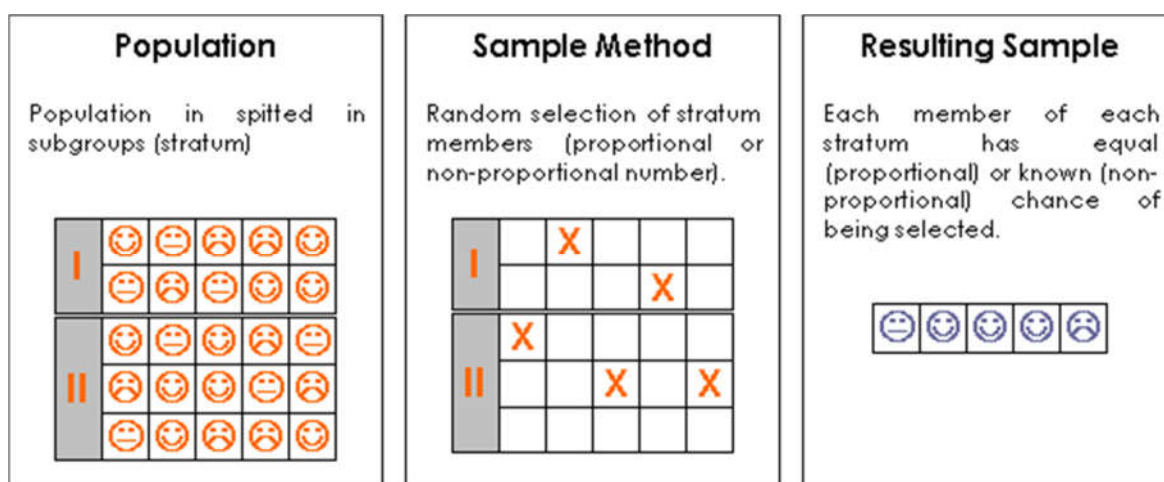 Population
Population in spitted in
subgroups (stratum)
I
II
Sample Method
Random selection of stratum
members (proportional or
non-proportional number).
I
X
X
II
X
X X
Resulting Sample
Each member of each
stratum has equal
(proportional) or known (non-
proportional) chance of
being selected.